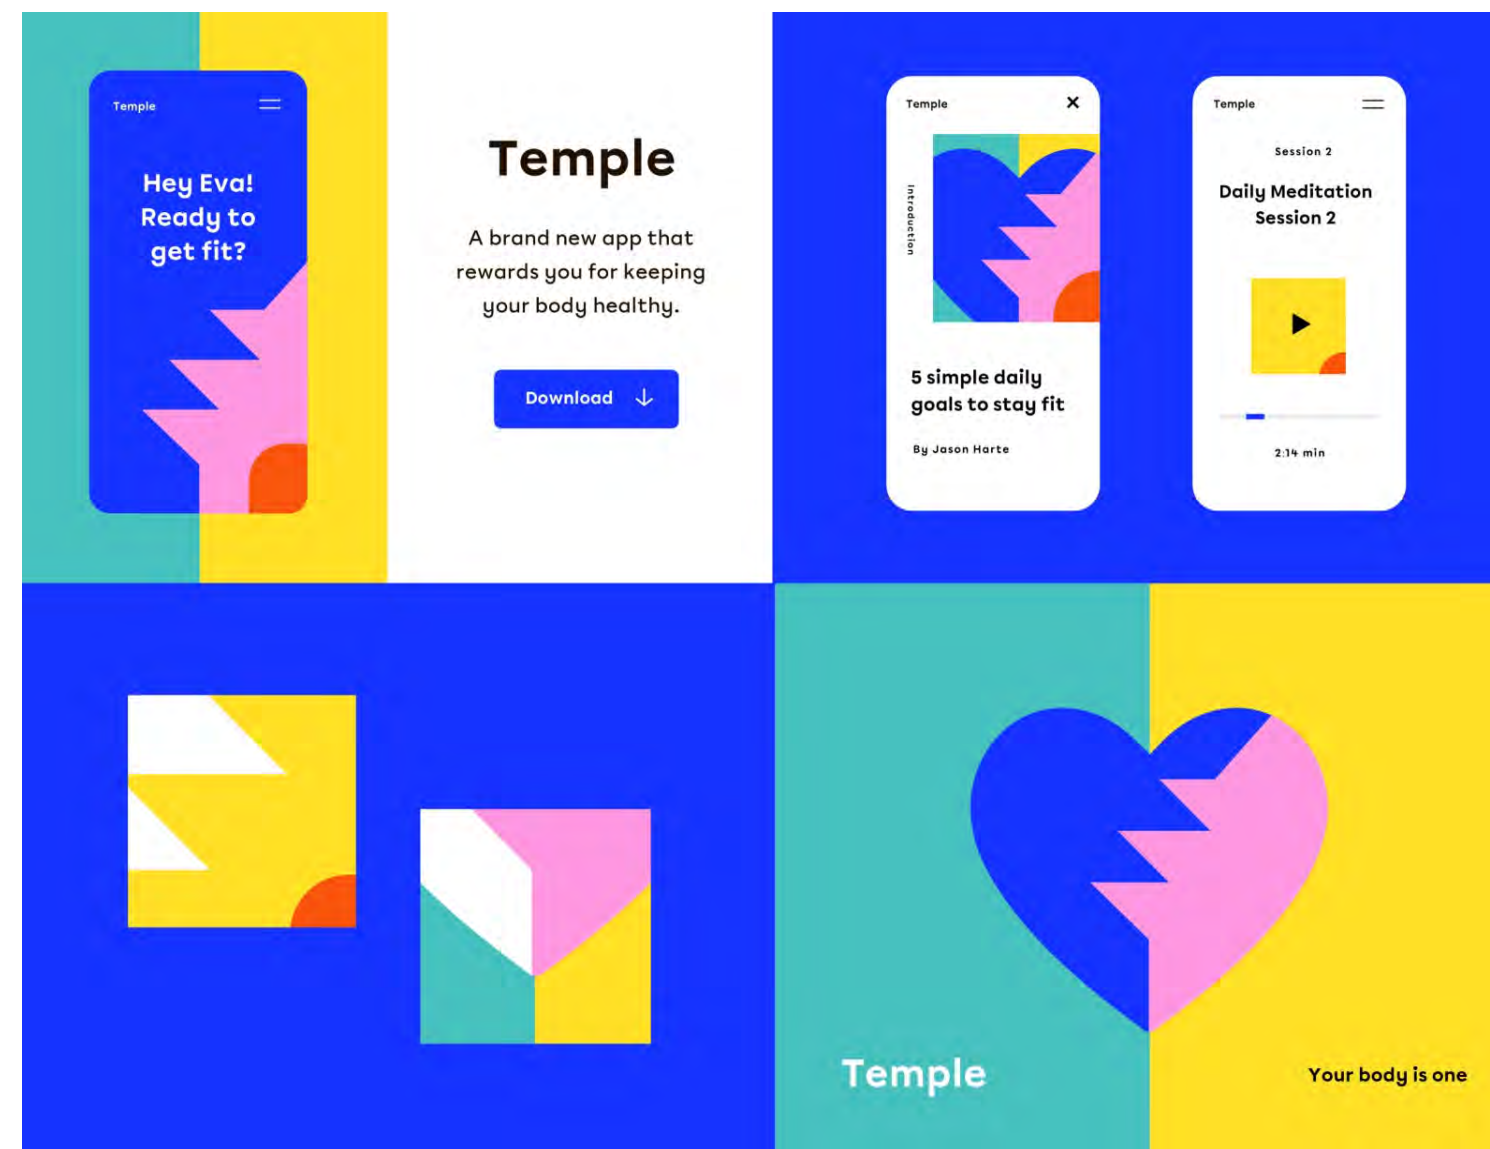 Temple
Hey Eva!
Ready to
get fit?
Temple
A brand new app that
rewards you for keeping
your body healthy.
Download
Temple
Introduction
5 simple daily
goals to stay fit
By Jason Harte
Temple
Session 2
Daily Meditation
Session 2
2:14 min
Temple
Your body is one